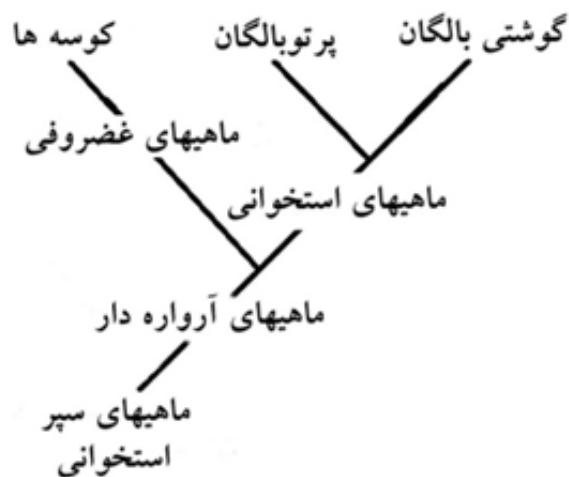 گوشتی بالگان
پرتوبالگان
کوسه ها
ماهیهای غضروفی
ماهیهای استخوانی
ماهیهای آرواره دار
ماهیهای سپر
استخوانی